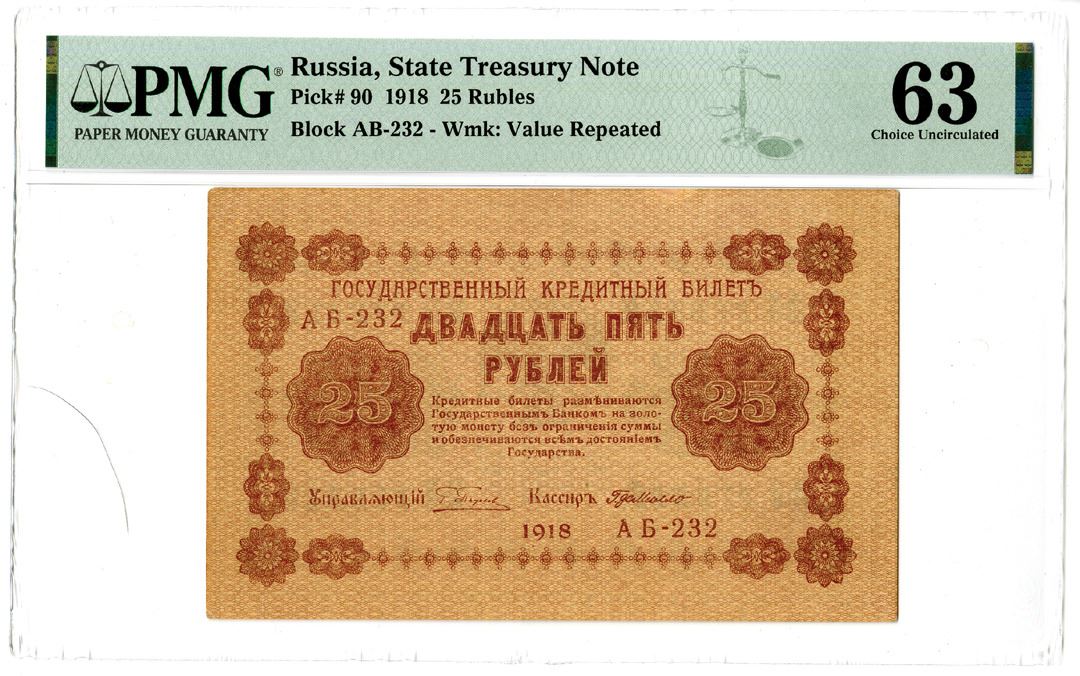 PMG®
PAPER MONEY GUARANTY
Russia, State Treasury Note
Pick# 90 1918 25 Rubles
Block AB-232 - Wmk: Value Repeated
63
Choice Uncirculated
ГОСУДАРСТВЕННЫЙ КРЕДИТНЫЙ БИЛЕТЪ
АБ-232 ДВАДЦАТЬ ПЯТЬ
РУБЛЕЙ
25
25
Кредитные билеты размѣниваются
Государственнымъ Банкомъ на золо-
тую монету безъ ограниченія суммы
и обезпечиваются всѣмъ достояніемъ
Государства.
Управляющій
Кассиръ
1918 АБ-232